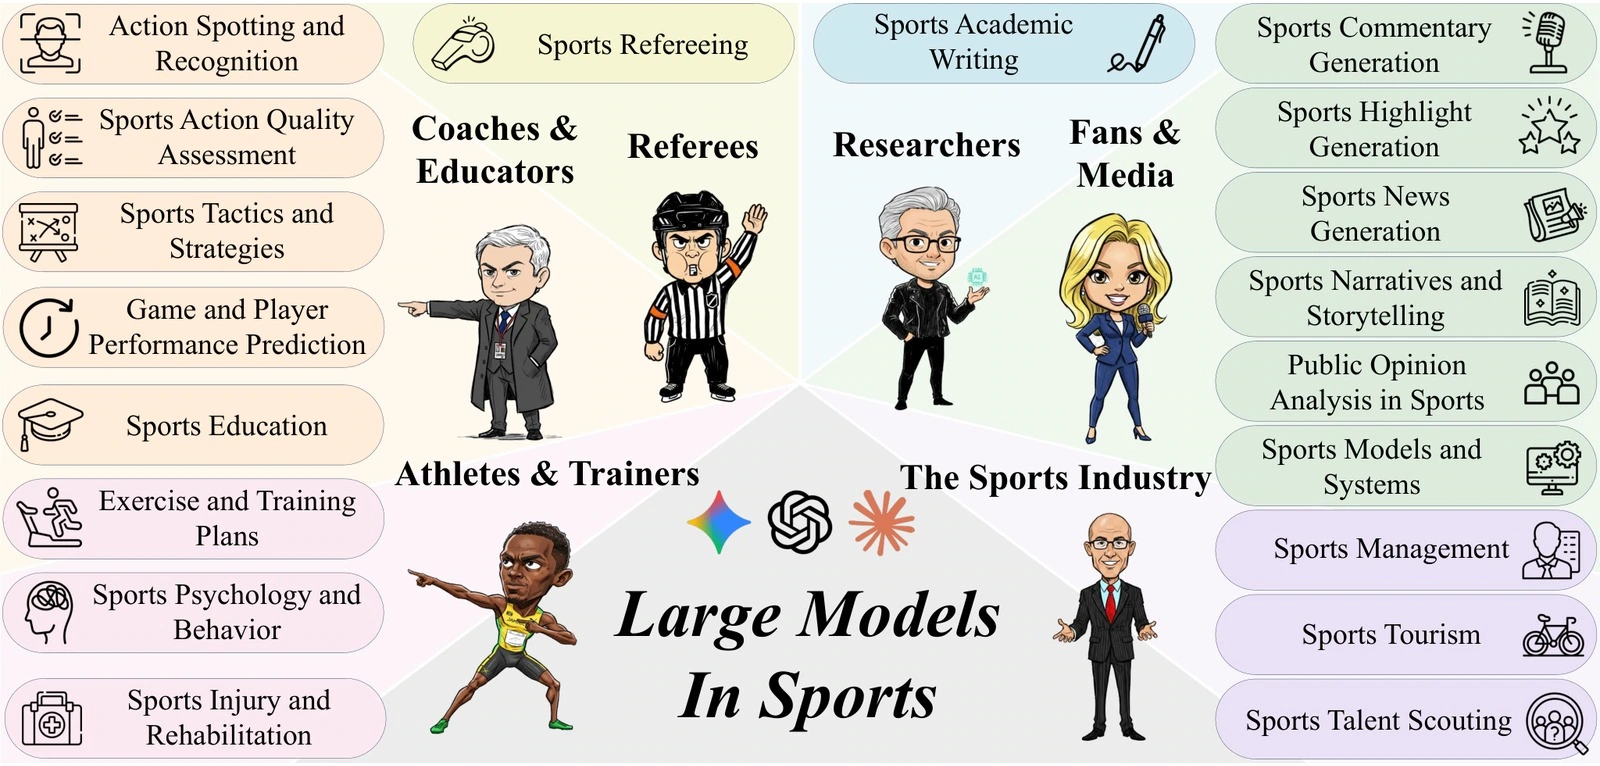 Action Spotting and
Recognition
Sports Action Quality
Assessment
Sports Tactics and
Strategies
Game and Player
Performance Prediction
Sports Education
Exercise and Training
Plans
Sports Psychology and
Behavior
Sports Injury and
Rehabilitation
Sports Refereeing
Sports Academic
Writing
Coaches &
Educators
Referees
Researchers
Fans &
Media
AI
Athletes & Trainers
The Sports Industry
Large Models
In Sports
Sports Commentary
Generation
Sports Highlight
Generation
Sports News
Generation
Sports Narratives and
Storytelling
Public Opinion
Analysis in Sports
Sports Models and
Systems
Sports Management
Sports Tourism
Sports Talent Scouting